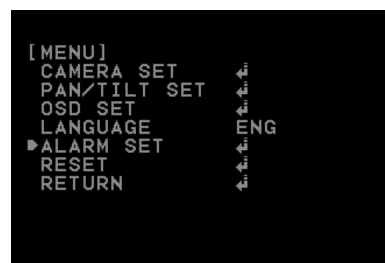 [MENU]
CAMERA SET ↲
PAN/TILT SET ↲
OSD SET ↲
LANGUAGE ENG
▶ALARM SET ↲
RESET ↲
RETURN ↲